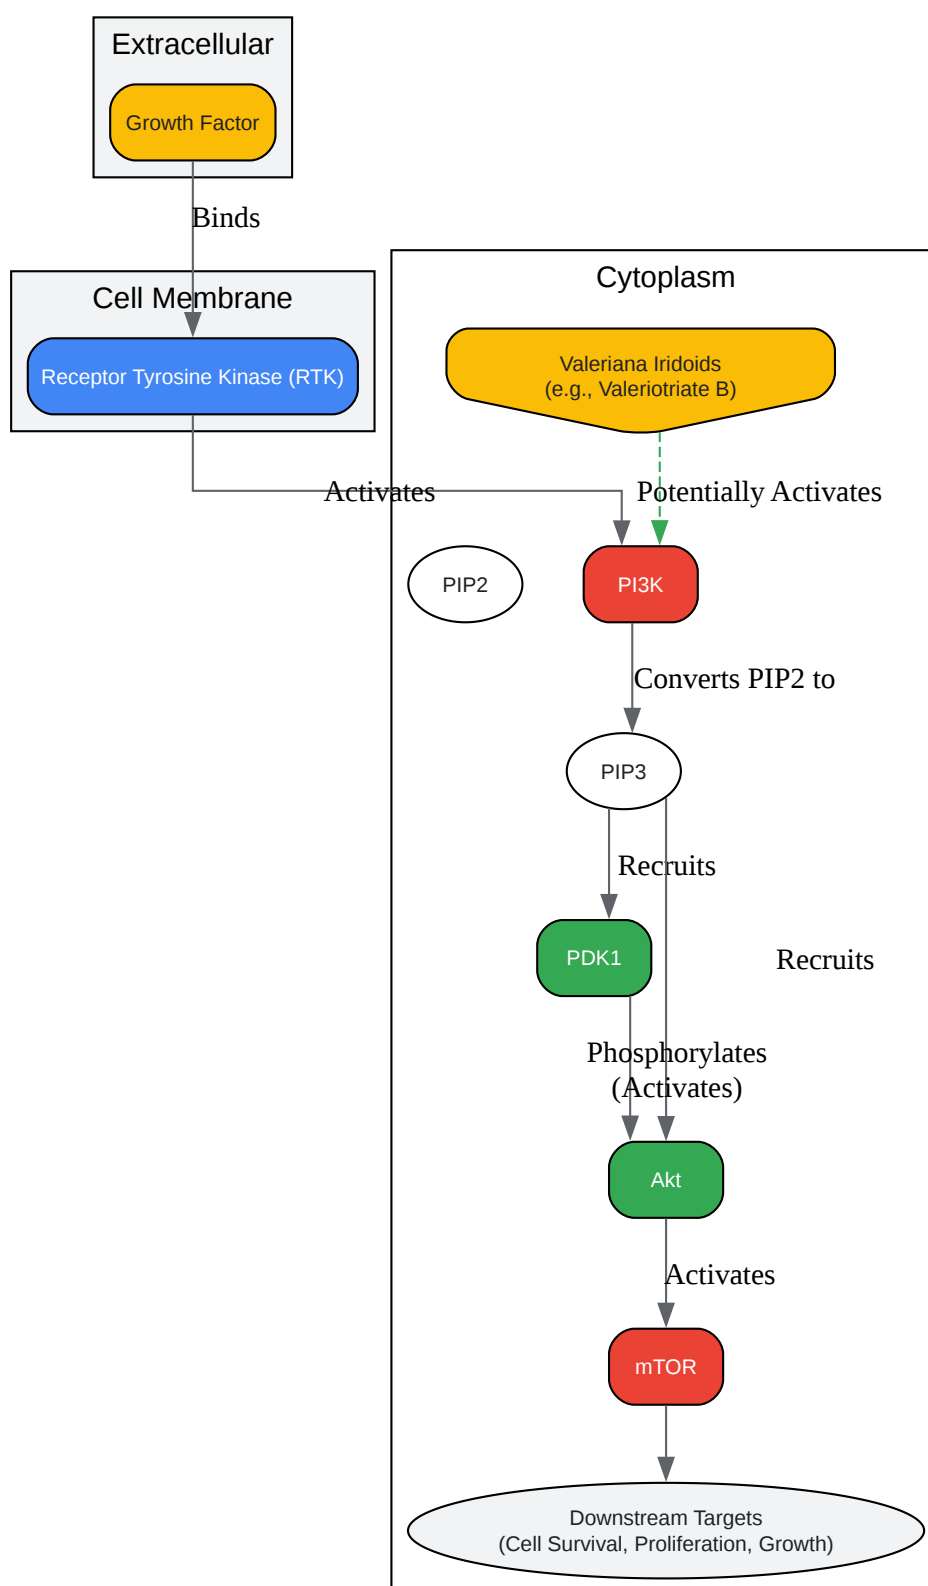 Extracellular
Growth Factor
Binds
Cell Membrane
Receptor Tyrosine Kinase (RTK)
Cytoplasm
Valeriana Iridoids
(e.g., Valeriotriate B)
Activates
Potentially Activates
PIP2
PI3K
Converts PIP2 to
PIP3
Recruits
PDK1
Recruits
Phosphorylates
(Activates)
Akt
Activates
mTOR
Downstream Targets
(Cell Survival, Proliferation, Growth)